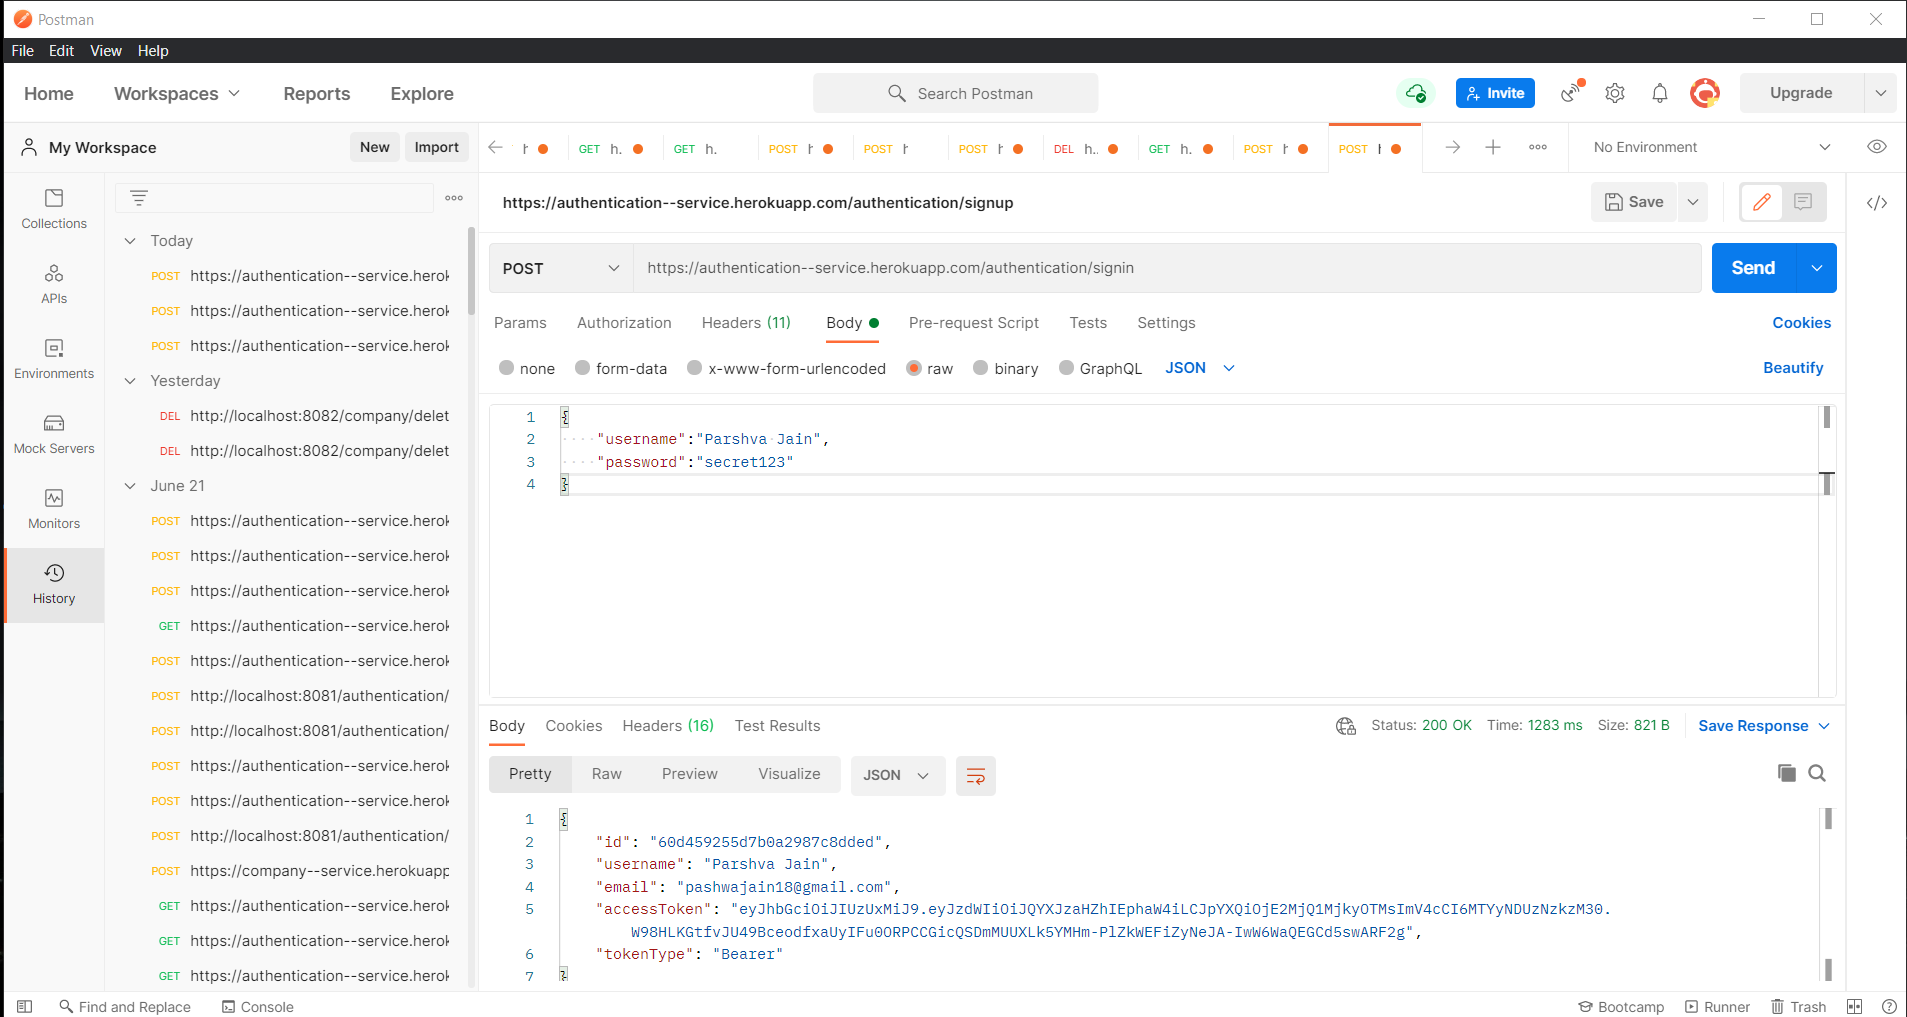 Postman
File Edit View Help
Home Workspaces Reports Explore Search Postman Invite Upgrade
My Workspace New Import
h GET h. GET h. POST h POST h POST h DEL h.. GET h. POST h POST h No Environment
https://authentication--service.herokuapp.com/authentication/signup Save
POST https://authentication--service.herokuapp.com/authentication/signin Send
Params Authorization Headers (11) Body Pre-request Script Tests Settings Cookies
none form-data x-www-form-urlencoded raw binary GraphQL JSON Beautify
1 {
2 "username":"Parshva Jain",
3 "password":"secret123"
4 }
Collections
APIs
Environments
Mock Servers
Monitors
History
Today
POST https://authentication--service.herok
POST https://authentication--service.herok
POST https://authentication--service.herok
Yesterday
DEL http://localhost:8082/company/delet
DEL http://localhost:8082/company/delet
June 21
POST https://authentication--service.herok
POST https://authentication--service.herok
POST https://authentication--service.herok
GET https://authentication--service.herok
POST https://authentication--service.herok
POST http://localhost:8081/authentication/
POST http://localhost:8081/authentication/
POST https://authentication--service.herok
POST https://authentication--service.herok
POST http://localhost:8081/authentication/
POST https://company--service.herokuapp
GET https://authentication--service.herok
GET https://authentication--service.herok
GET https://authentication--service.herok
Body Cookies Headers (16) Test Results Status: 200 OK Time: 1283 ms Size: 821 B Save Response
Pretty Raw Preview Visualize JSON
1 {
2 "id": "60d459255d7b0a2987c8dded",
3 "username": "Parshva Jain",
4 "email": "pashwajain18@gmail.com",
5 "accessToken": "eyJhbGciOiJIUzUxMiJ9.eyJzdWIiOiJQYXJzaHZhIEphaW4iLCJpYXQiOjE2MjQ1MjkyOTMsImV4cCI6MTYyNDUzNzkzM30.
W98HLKGtfvJU49BceodfxaUyIFu0ORPCCGicQSDmMUUXLk5YMHm-PlZkWEFiZyNeJA-IwW6WaQEGCd5swARF2g",
6 "tokenType": "Bearer"
7 }
Find and Replace Console Bootcamp Runner Trash